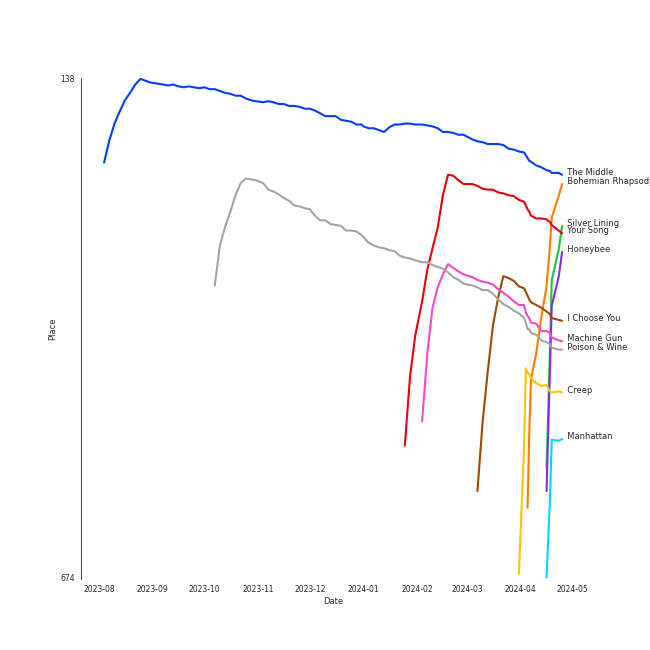 138
The Middle
Bohemian Rhapsod
Silver Lining
Your Song
Honeybee
Place
I Choose You
Machine Gun
Poison & Wine
Creep
Manhattan
674
2023-08 2023-09 2023-10 2023-11 2023-12 2024-01 2024-02 2024-03 2024-04 2024-05
Date